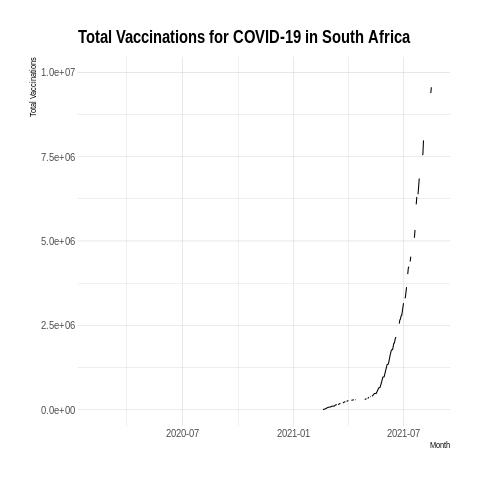 Total Vaccinations for COVID-19 in South Africa
Total Vaccinations
1.0e+07
7.5e+06
5.0e+06
2.5e+06
0.0e+00
2020-07 2021-01 2021-07
Month